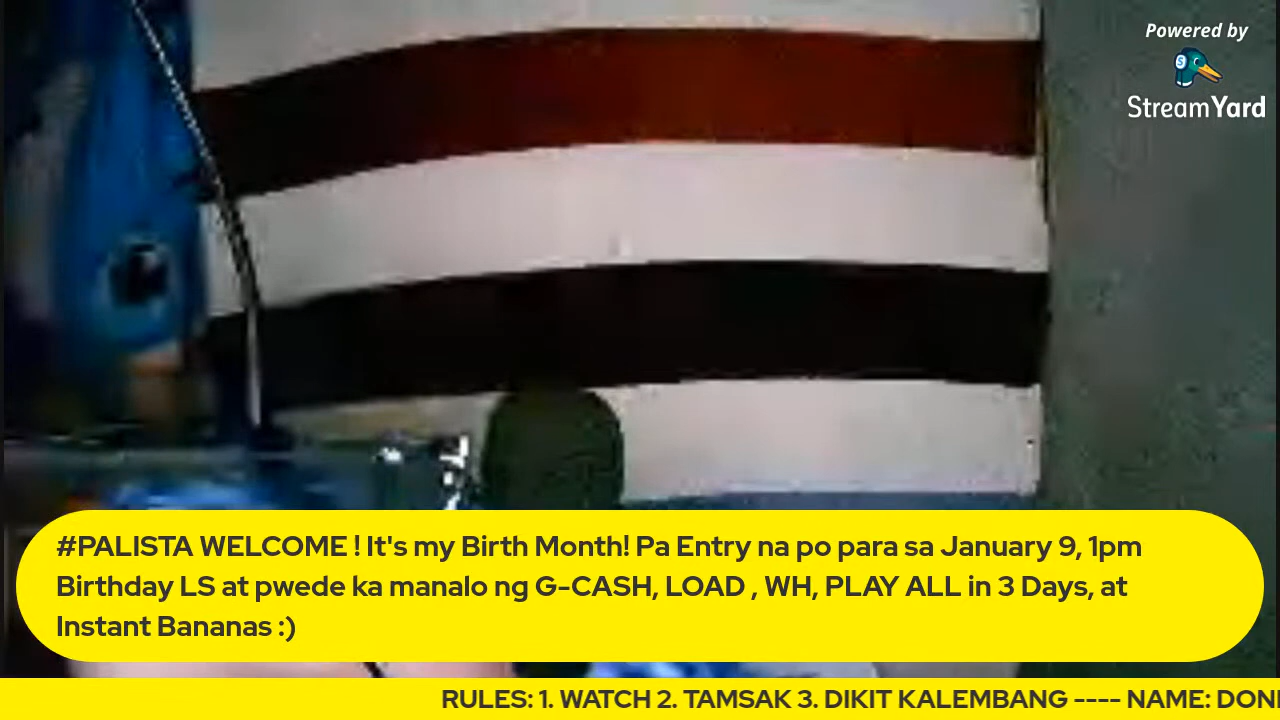 Powered by
StreamYard
#PALISTA WELCOME ! It's my Birth Month! Pa Entry na po para sa January 9, 1pm
Birthday LS at pwede ka manalo ng G-CASH, LOAD , WH, PLAY ALL in 3 Days, at
Instant Bananas :)
RULES: 1. WATCH 2. TAMSAK 3. DIKIT KALEMBANG ---- NAME: DON